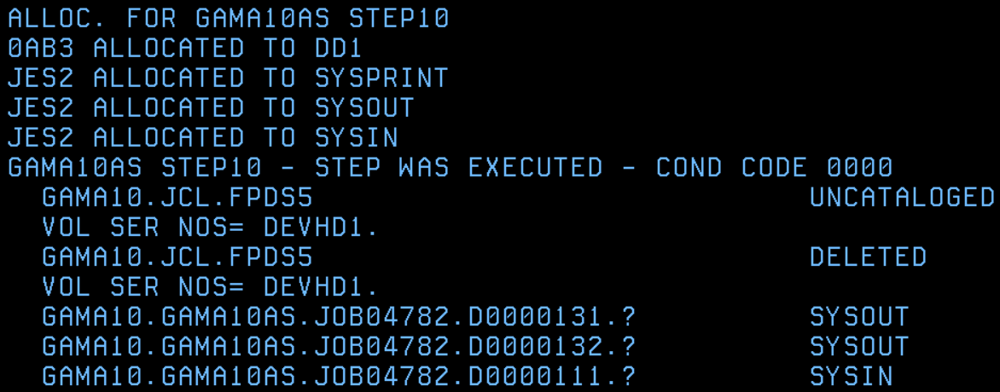 ALLOC. FOR GAMA10AS STEP10
0AB3 ALLOCATED TO DD1
JES2 ALLOCATED TO SYSPRINT
JES2 ALLOCATED TO SYSOUT
JES2 ALLOCATED TO SYSIN
GAMA10AS STEP10 - STEP WAS EXECUTED - COND CODE 0000
GAMA10.JCL.FPDS5 UNCATALOGED
VOL SER NOS= DEVHD1.
GAMA10.JCL.FPDS5 DELETED
VOL SER NOS= DEVHD1.
GAMA10.GAMA10AS.JOB04782.D0000131.? SYSOUT
GAMA10.GAMA10AS.JOB04782.D0000132.? SYSOUT
GAMA10.GAMA10AS.JOB04782.D0000111.? SYSIN